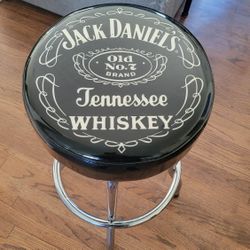 JACK DANIEL'S
Old
No. 7
BRAND
Tennessee
WHISKEY